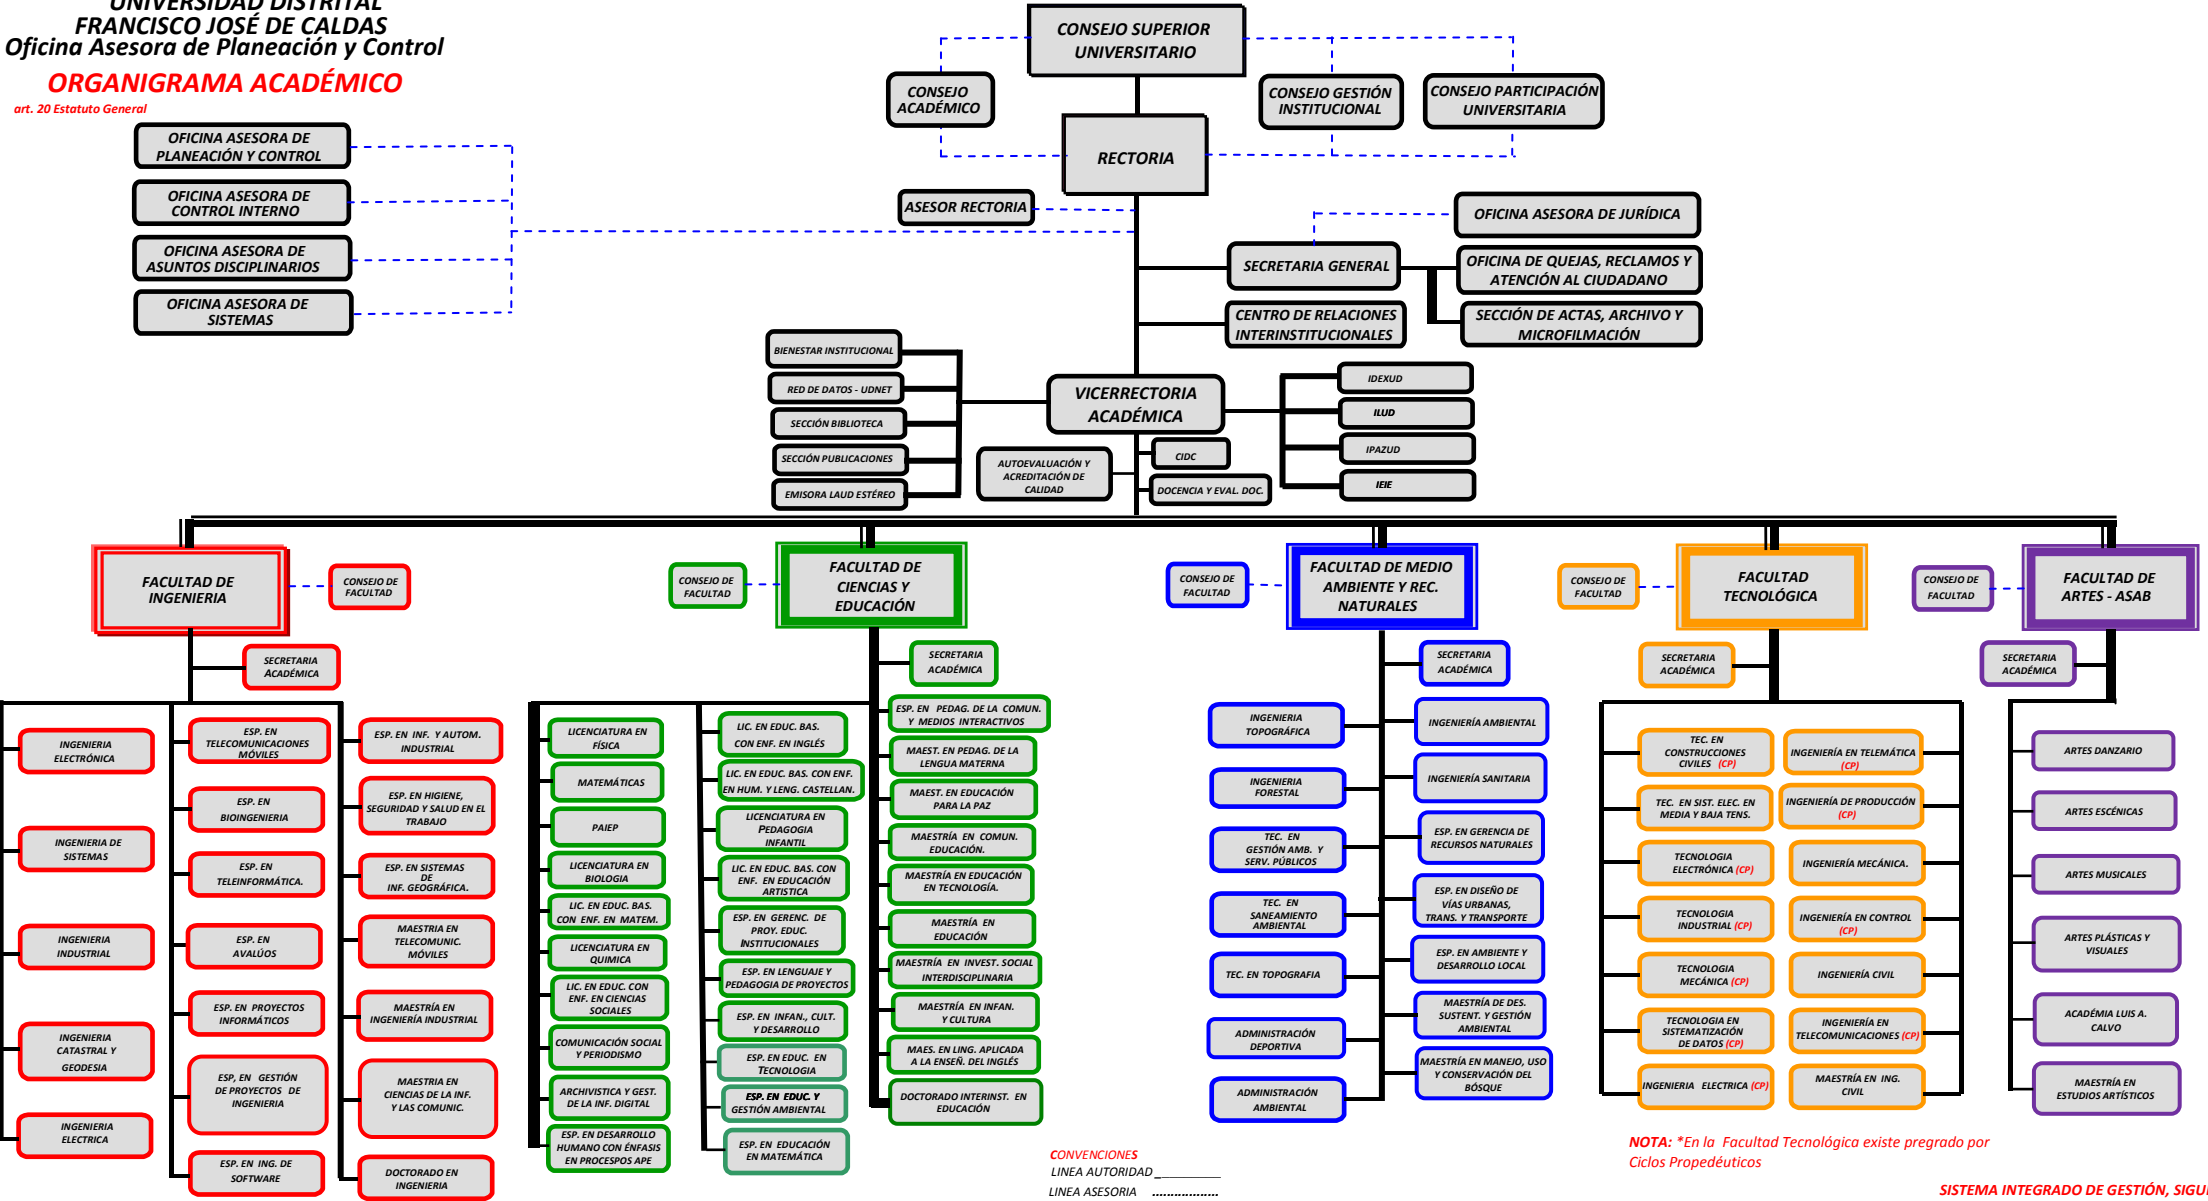 UNIVERSIDAD DISTRITAL
FRANCISCO JOSÉ DE CALDAS
Oficina Asesora de Planeación y Control
ORGANIGRAMA ACADÉMICO
art. 20 Estatuto General
CONSEJO SUPERIOR
UNIVERSITARIO
CONSEJO
ACADÉMICO
CONSEJO GESTIÓN
INSTITUCIONAL
CONSEJO PARTICIPACIÓN
UNIVERSITARIA
RECTORIA
OFICINA ASESORA DE
PLANEACIÓN Y CONTROL
OFICINA ASESORA DE
CONTROL INTERNO
OFICINA ASESORA DE
ASUNTOS DISCIPLINARIOS
OFICINA ASESORA DE
SISTEMAS
ASESOR RECTORIA
OFICINA ASESORA DE JURÍDICA
SECRETARIA GENERAL
OFICINA DE QUEJAS, RECLAMOS Y
ATENCIÓN AL CIUDADANO
CENTRO DE RELACIONES
INTERINSTITUCIONALES
SECCIÓN DE ACTAS, ARCHIVO Y
MICROFILMACIÓN
BIENESTAR INSTITUCIONAL
RED DE DATOS - UDNET
SECCIÓN BIBLIOTECA
SECCIÓN PUBLICACIONES
EMISORA LAUD ESTÉREO
VICERRECTORIA
ACADÉMICA
IDEXUD
ILUD
IPAZUD
IEIE
AUTOEVALUACIÓN Y
ACREDITACIÓN DE
CALIDAD
CIDC
DOCENCIA Y EVAL. DOC.
FACULTAD DE
INGENIERIA
CONSEJO DE
FACULTAD
SECRETARIA
ACADÉMICA
INGENIERIA
ELECTRÓNICA
INGENIERIA DE
SISTEMAS
INGENIERIA
INDUSTRIAL
INGENIERIA
CATASTRAL Y
GEODESIA
INGENIERIA
ELECTRICA
ESP. EN
TELECOMUNICACIONES
MÓVILES
ESP. EN
BIOINGENIERIA
ESP. EN
TELEINFORMÁTICA.
ESP. EN
AVALÚOS
ESP. EN PROYECTOS
INFORMÁTICOS
ESP, EN GESTIÓN
DE PROYECTOS DE
INGENIERIA
ESP. EN ING. DE
SOFTWARE
ESP. EN INF. Y AUTOM.
INDUSTRIAL
ESP. EN HIGIENE,
SEGURIDAD Y SALUD EN EL
TRABAJO
ESP. EN SISTEMAS
DE
INF. GEOGRÁFICA.
MAESTRIA EN
TELECOMUNIC.
MÓVILES
MAESTRÍA EN
INGENIERÍA INDUSTRIAL
MAESTRIA EN
CIENCIAS DE LA INF.
Y LAS COMUNIC.
DOCTORADO EN
INGENIERIA
CONSEJO DE
FACULTAD
FACULTAD DE
CIENCIAS Y
EDUCACIÓN
SECRETARIA
ACADÉMICA
LICENCIATURA EN
FÍSICA
MATEMÁTICAS
PAIEP
LICENCIATURA EN
BIOLOGIA
LIC. EN EDUC. BAS.
CON ENF. EN MATEM.
LICENCIATURA EN
QUIMICA
LIC. EN EDUC. CON
ENF. EN CIENCIAS
SOCIALES
COMUNICACIÓN SOCIAL
Y PERIODISMO
ARCHIVISTICA Y GEST.
DE LA INF. DIGITAL
ESP. EN DESARROLLO
HUMANO CON ÉNFASIS
EN PROCESPOS APE
LIC. EN EDUC. BAS.
CON ENF. EN INGLÉS
LIC. EN EDUC. BAS. CON ENF.
EN HUM. Y LENG. CASTELLAN.
LICENCIATURA EN
PEDAGOGIA
INFANTIL
LIC. EN EDUC. BAS. CON
ENF. EN EDUCACIÓN
ARTISTICA
ESP. EN GERENC. DE
PROY. EDUC.
INSTITUCIONALES
ESP. EN LENGUAJE Y
PEDAGOGIA DE PROYECTOS
ESP. EN INFAN., CULT.
Y DESARROLLO
ESP. EN EDUC. EN
TECNOLOGIA
ESP. EN EDUC. Y
GESTIÓN AMBIENTAL
ESP. EN EDUCACIÓN
EN MATEMÁTICA
ESP. EN PEDAG. DE LA COMUN.
Y MEDIOS INTERACTIVOS
MAEST. EN PEDAG. DE LA
LENGUA MATERNA
MAEST. EN EDUCACIÓN
PARA LA PAZ
MAESTRÍA EN COMUN.
EDUCACIÓN.
MAESTRÍA EN EDUCACIÓN
EN TECNOLOGÍA.
MAESTRÍA EN
EDUCACIÓN
MAESTRÍA EN INVEST. SOCIAL
INTERDISCIPLINARIA
MAESTRÍA EN INFAN.
Y CULTURA
MAES. EN LING. APLICADA
A LA ENSEÑ. DEL INGLÉS
DOCTORADO INTERINST. EN
EDUCACIÓN
CONSEJO DE
FACULTAD
FACULTAD DE MEDIO
AMBIENTE Y REC.
NATURALES
SECRETARIA
ACADÉMICA
INGENIERIA
TOPOGRÁFICA
INGENIERIA
FORESTAL
TEC. EN
GESTIÓN AMB. Y
SERV. PÚBLICOS
TEC. EN
SANEAMIENTO
AMBIENTAL
TEC. EN TOPOGRAFIA
ADMINISTRACIÓN
DEPORTIVA
ADMINISTRACIÓN
AMBIENTAL
INGENIERÍA AMBIENTAL
INGENIERÍA SANITARIA
ESP. EN GERENCIA DE
RECURSOS NATURALES
ESP. EN DISEÑO DE
VÍAS URBANAS,
TRANS. Y TRANSPORTE
ESP. EN AMBIENTE Y
DESARROLLO LOCAL
MAESTRÍA DE DES.
SUSTENT. Y GESTIÓN
AMBIENTAL
MAESTRÍA EN MANEJO, USO
Y CONSERVACIÓN DEL
BÓSQUE
CONSEJO DE
FACULTAD
FACULTAD
TECNOLÓGICA
SECRETARIA
ACADÉMICA
TEC. EN
CONSTRUCCIONES
CIVILES (CP)
TEC. EN SIST. ELEC. EN
MEDIA Y BAJA TENS.
TECNOLOGIA
ELECTRÓNICA (CP)
TECNOLOGIA
INDUSTRIAL (CP)
TECNOLOGIA
MECÁNICA (CP)
TECNOLOGIA EN
SISTEMATIZACIÓN
DE DATOS (CP)
INGENIERIA ELECTRICA (CP)
INGENIERÍA EN TELEMÁTICA
(CP)
INGENIERÍA DE PRODUCCIÓN
(CP)
INGENIERÍA MECÁNICA.
INGENIERÍA EN CONTROL
(CP)
INGENIERÍA CIVIL
INGENIERÍA EN
TELECOMUNICACIONES (CP)
MAESTRÍA EN ING.
CIVIL
CONSEJO DE
FACULTAD
FACULTAD DE
ARTES - ASAB
SECRETARIA
ACADÉMICA
ARTES DANZARIO
ARTES ESCÉNICAS
ARTES MUSICALES
ARTES PLÁSTICAS Y
VISUALES
ACADÉMIA LUIS A.
CALVO
MAESTRÍA EN
ESTUDIOS ARTÍSTICOS
CONVENCIONES
LINEA AUTORIDAD __________
LINEA ASESORIA ..................
NOTA: *En la Facultad Tecnológica existe pregrado por
Ciclos Propedéuticos
SISTEMA INTEGRADO DE GESTIÓN, SIGU